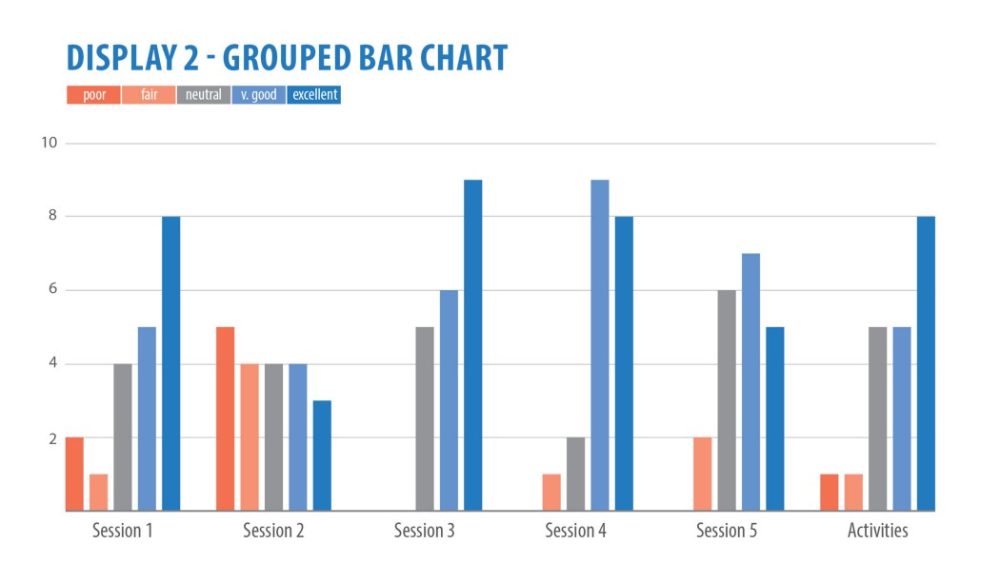 DISPLAY 2 - GROUPED BAR CHART
poor fair neutral v. good excellent
10
8
6
4
2
Session 1 Session 2 Session 3 Session 4 Session 5 Activities